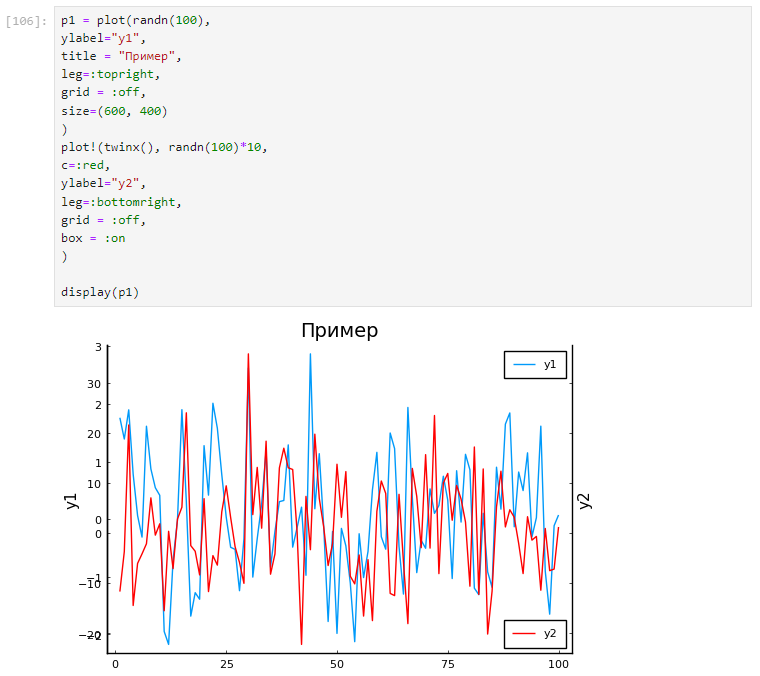 [106]:
p1 = plot(randn(100),
ylabel="y1",
title = "Пример",
leg=:topright,
grid = :off,
size=(600, 400)
)
plot!(twinx(), randn(100)*10,
c=:red,
ylabel="y2",
leg=:bottomright,
grid = :off,
box = :on
)
display(p1)
Пример
3
30
2
20
1
10
0
0
−1
−10
−20
−2
y1
y2
y1
y2
0 25 50 75 100